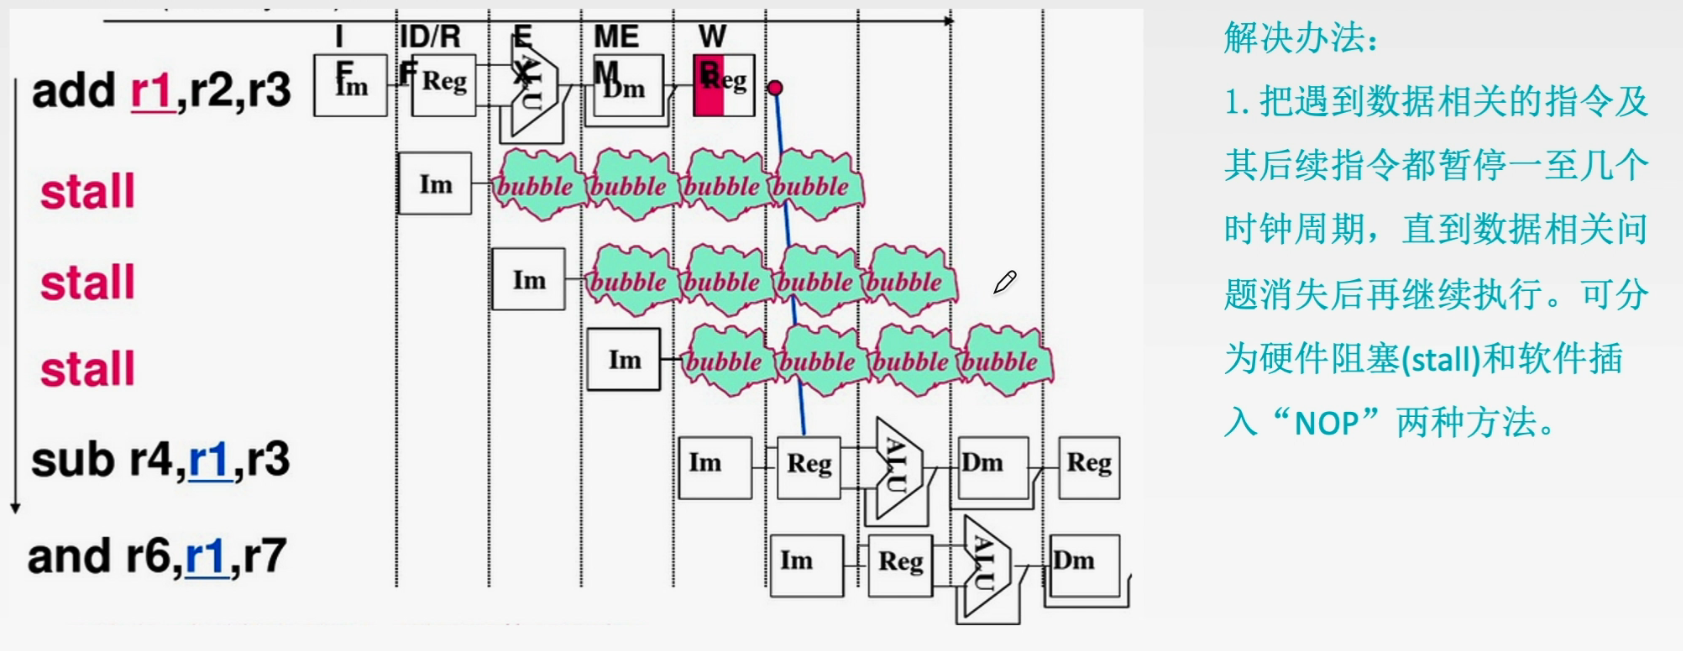 I ID/R E ME W
F F X M B
add r1,r2,r3 Im Reg ALU Dm Reg
stall Im bubble bubble bubble bubble
stall Im bubble bubble bubble bubble
stall Im bubble bubble bubble bubble
sub r4,r1,r3 Im Reg ALU Dm Reg
and r6,r1,r7 Im Reg ALU Dm
解决办法：
1. 把遇到数据相关的指令及
其后续指令都暂停一至几个
时钟周期，直到数据相关问
题消失后再继续执行。可分
为硬件阻塞(stall)和软件插
入“NOP”两种方法。